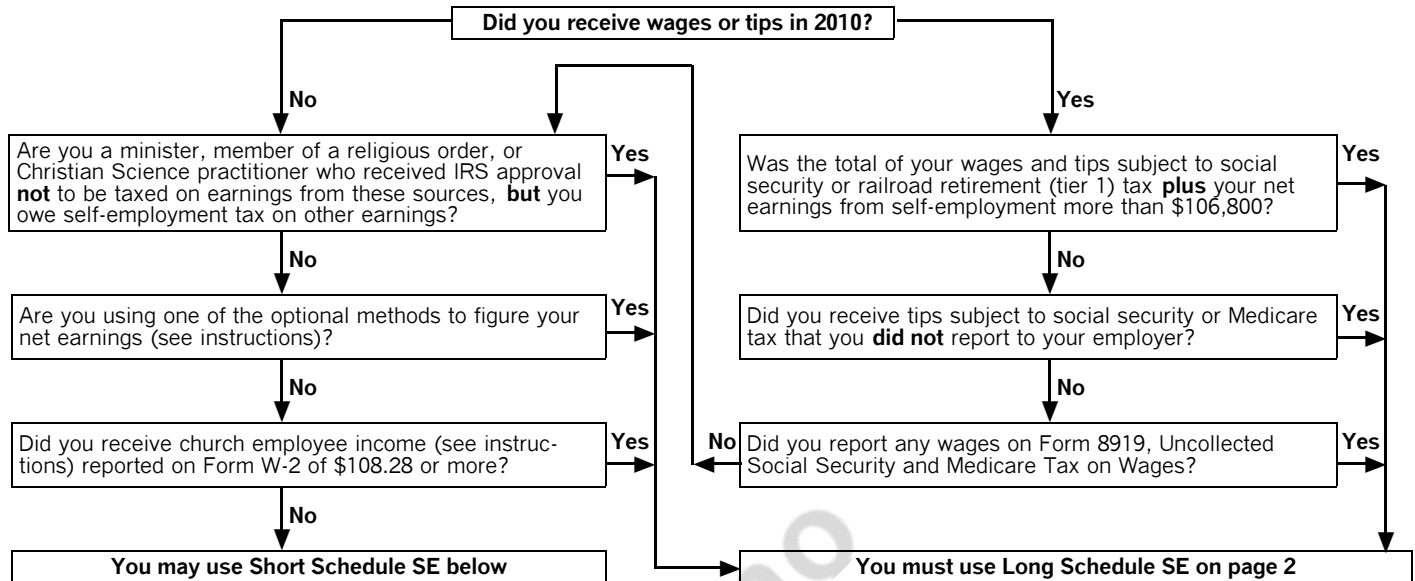 Did you receive wages or tips in 2010?
No
Yes
Are you a minister, member of a religious order, or
Christian Science practitioner who received IRS approval
not to be taxed on earnings from these sources, but you
owe self-employment tax on other earnings?
Yes
Was the total of your wages and tips subject to social
security or railroad retirement (tier 1) tax plus your net
earnings from self-employment more than $106,800?
Yes
No
No
Are you using one of the optional methods to figure your
net earnings (see instructions)?
Yes
Did you receive tips subject to social security or Medicare
tax that you did not report to your employer?
Yes
No
No
Did you receive church employee income (see instruc-
tions) reported on Form W-2 of $108.28 or more?
Yes
No
Did you report any wages on Form 8919, Uncollected
Social Security and Medicare Tax on Wages?
Yes
No
You may use Short Schedule SE below
You must use Long Schedule SE on page 2